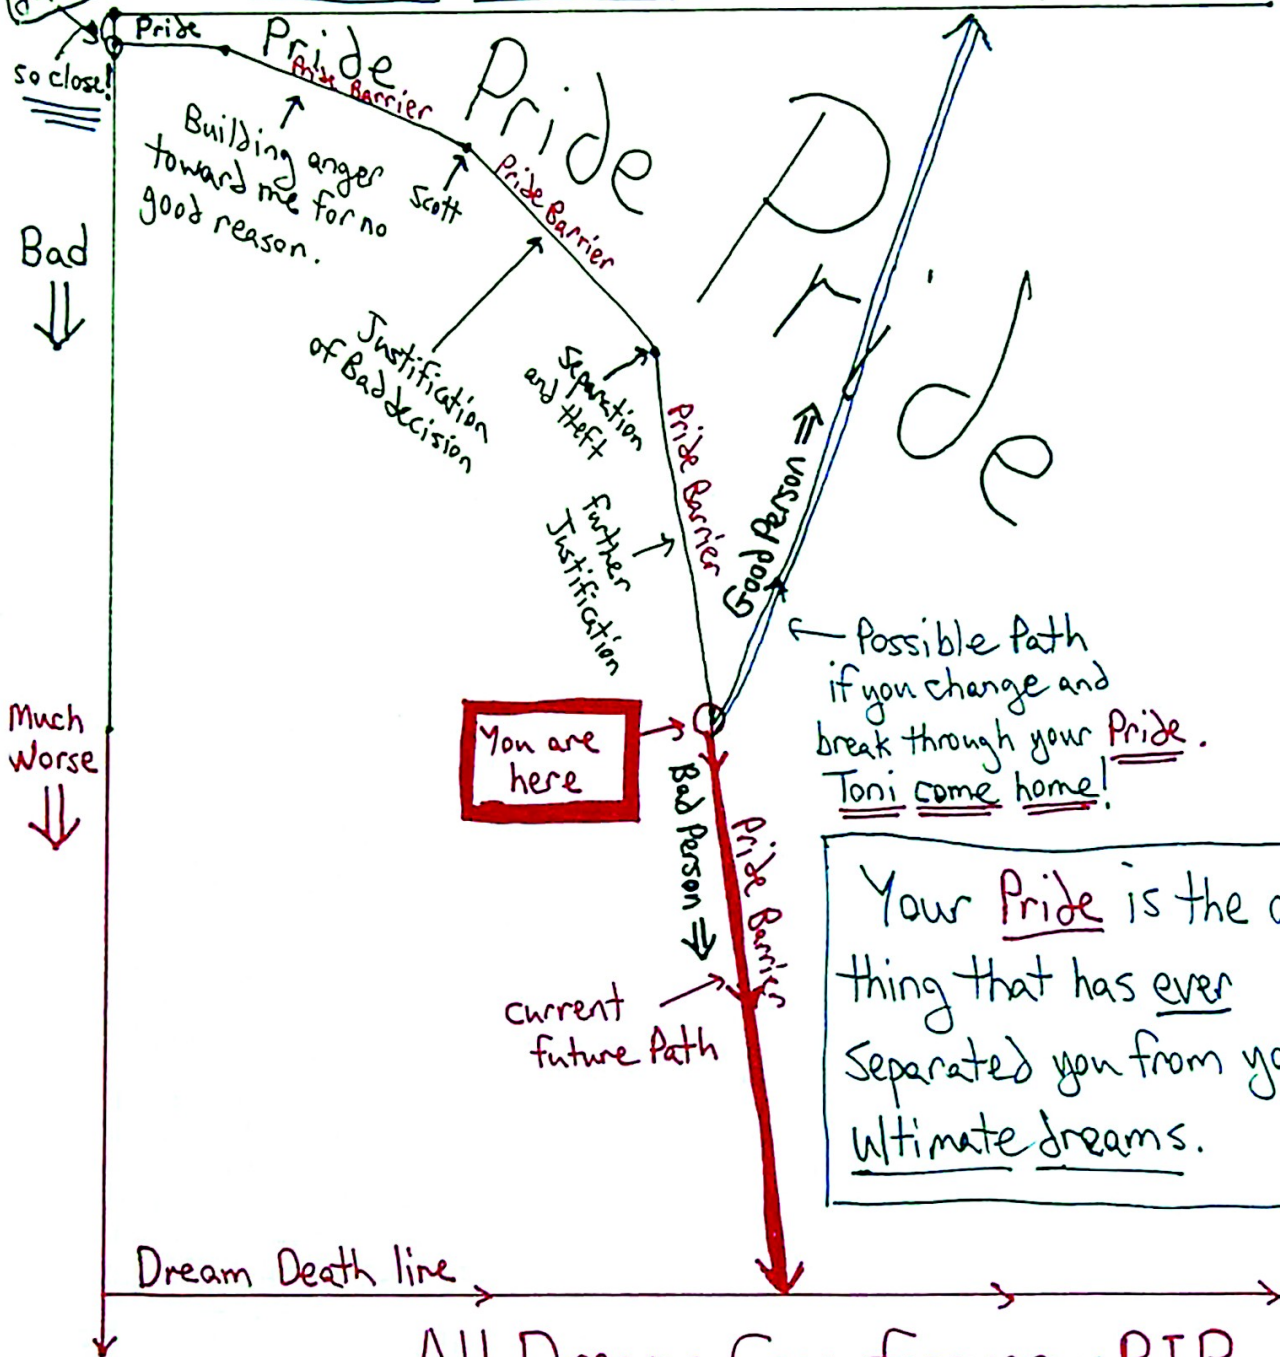 so close!
Pride
Pride
Pride
Pride
Pride Barrier
Building anger
toward me for no
good reason.
Scott
Pride Barrier
Bad
Justification
of Bad decision
Separation
and theft
Pride Barrier
further
Justification
Good Person
Possible Path
if you change and
break through your Pride.
Toni come home!
Much
Worse
You are
here
Bad Person
Pride Barrier
current
future Path
Your Pride is the
thing that has ever
separated you from
ultimate dreams.
Dream Death line
All